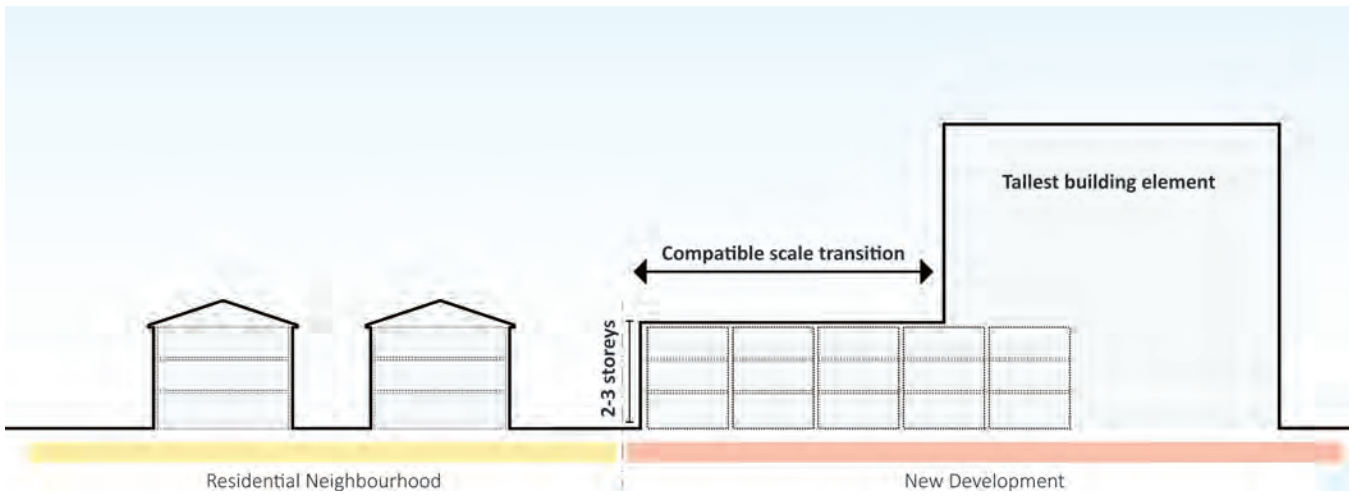 Tallest building element
Compatible scale transition
2-3 storeys
Residential Neighbourhood
New Development